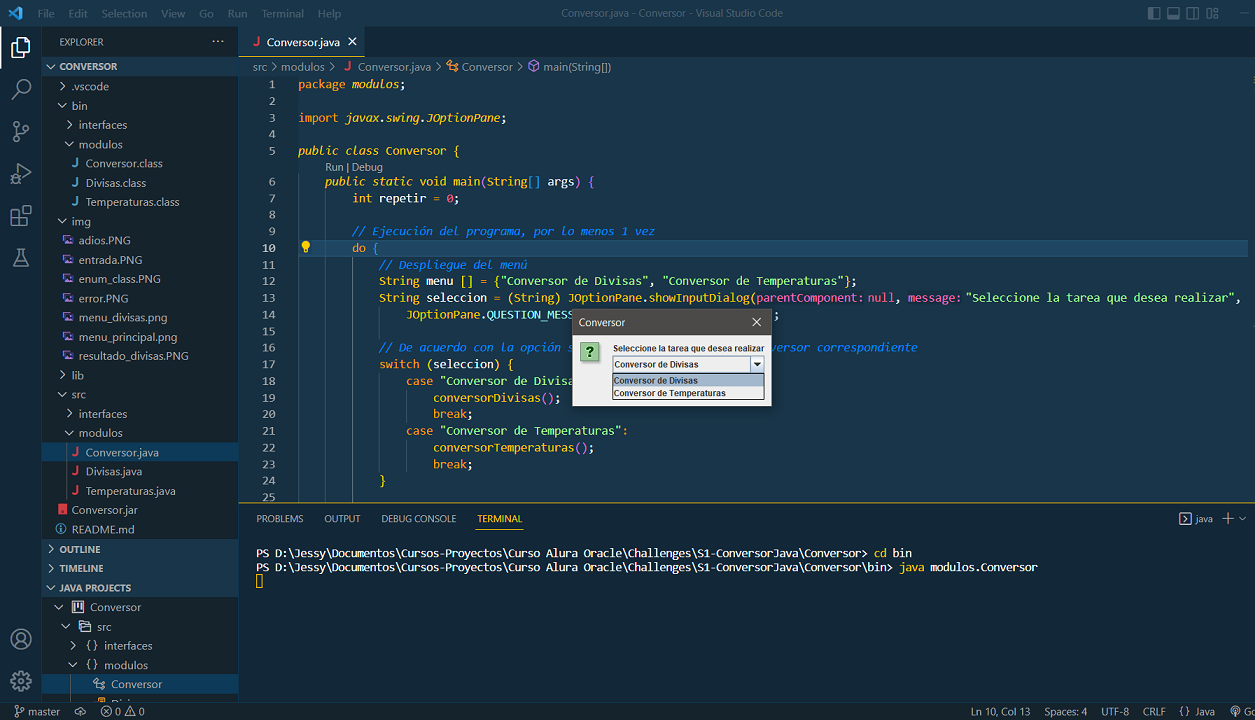 File Edit Selection View Go Run Terminal Help
Conversor.java - Conversor - Visual Studio Code
EXPLORER
CONVERSOR
.vscode
bin
interfaces
modulos
J Conversor.class
J Divisas.class
J Temperaturas.class
img
adios.PNG
entrada.PNG
enum_class.PNG
error.PNG
menu_divisas.png
menu_principal.png
resultado_divisas.PNG
lib
src
interfaces
modulos
J Conversor.java
J Divisas.java
J Temperaturas.java
Conversor.jar
README.md
OUTLINE
TIMELINE
JAVA PROJECTS
Conversor
src
{} interfaces
{} modulos
Conversor
J Conversor.java
src > modulos > J Conversor.java > Conversor > main(String[])
1 package modulos;
2
3 import javax.swing.JOptionPane;
4
5 public class Conversor {
Run | Debug
6 public static void main(String[] args) {
7 int repetir = 0;
8
9 // Ejecución del programa, por lo menos 1 vez
10 do {
11 // Despliegue del menú
12 String menu [] = {"Conversor de Divisas", "Conversor de Temperaturas"};
13 String seleccion = (String) JOptionPane.showInputDialog(parentComponent: null, message: "Seleccione la tarea que desea realizar",
14 JOptionPane.QUESTION_MESS ;
15
16 // De acuerdo con la opción s versor correspondiente
17 switch (seleccion) {
18 case "Conversor de Divisa
19 conversorDivisas();
20 break;
21 case "Conversor de Temperaturas":
22 conversorTemperaturas();
23 break;
24 }
25
Conversor
? Seleccione la tarea que desea realizar
Conversor de Divisas
Conversor de Divisas
Conversor de Temperaturas
PROBLEMS OUTPUT DEBUG CONSOLE TERMINAL
java
PS D:\Jessy\Documentos\Cursos-Proyectos\Curso Alura Oracle\Challenges\S1-ConversorJava\Conversor> cd bin
PS D:\Jessy\Documentos\Cursos-Proyectos\Curso Alura Oracle\Challenges\S1-ConversorJava\Conversor\bin> java modulos.Conversor
master 0 0
Ln 10, Col 13 Spaces: 4 UTF-8 CRLF {} Java Go